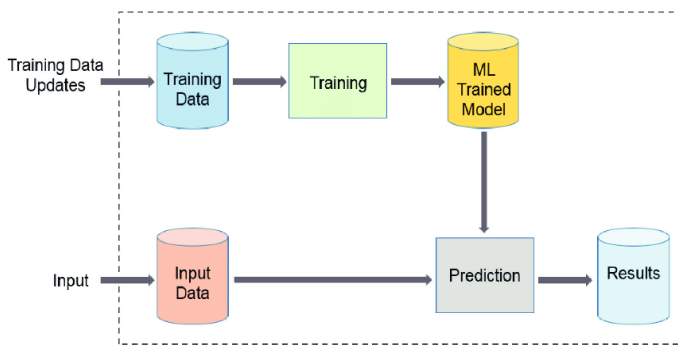 Training Data
Updates
Training
Data
Training
ML
Trained
Model
Input
Input
Data
Prediction
Results